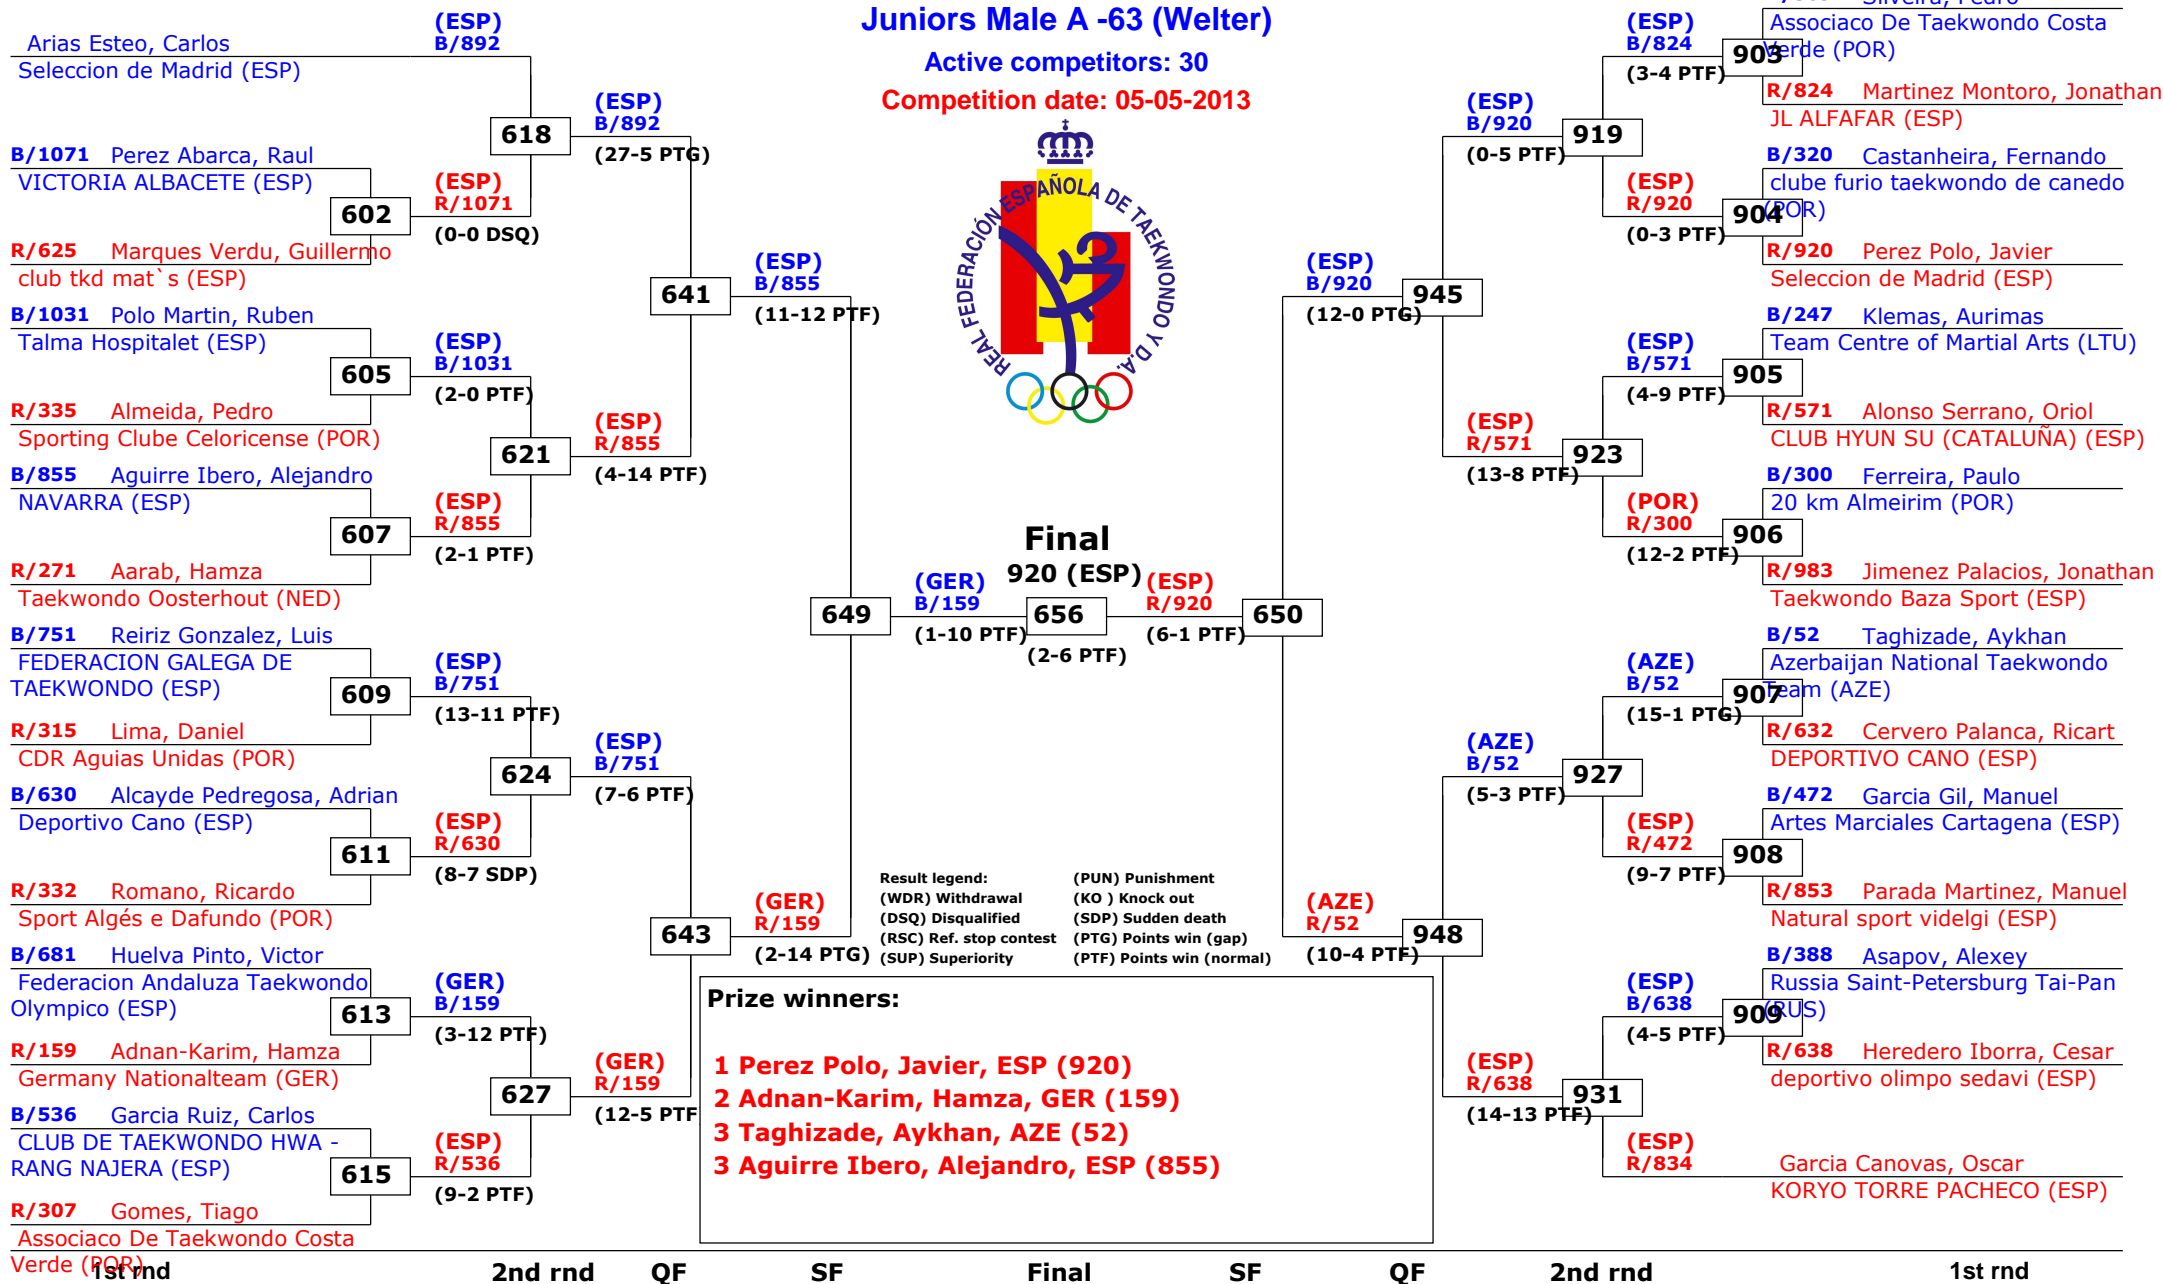 Juniors Male A -63 (Welter)
Active competitors: 30
Competition date: 05-05-2013
REAL FEDERACIÓN ESPAÑOLA DE TAEKWONDO Y D.A.
Arias Esteo, Carlos
Seleccion de Madrid (ESP)
B/1071 Perez Abarca, Raul
VICTORIA ALBACETE (ESP)
602
R/625 Marques Verdu, Guillermo
club tkd mat`s (ESP)
B/1031 Polo Martin, Ruben
Talma Hospitalet (ESP)
605
R/335 Almeida, Pedro
Sporting Clube Celoricense (POR)
B/855 Aguirre Ibero, Alejandro
NAVARRA (ESP)
607
R/271 Aarab, Hamza
Taekwondo Oosterhout (NED)
B/751 Reiriz Gonzalez, Luis
FEDERACION GALEGA DE
TAEKWONDO (ESP)
609
R/315 Lima, Daniel
CDR Aguias Unidas (POR)
B/630 Alcayde Pedregosa, Adrian
Deportivo Cano (ESP)
611
R/332 Romano, Ricardo
Sport Algés e Dafundo (POR)
B/681 Huelva Pinto, Victor
Federacion Andaluza Taekwondo
Olympico (ESP)
613
R/159 Adnan-Karim, Hamza
Germany Nationalteam (GER)
B/536 Garcia Ruiz, Carlos
CLUB DE TAEKWONDO HWA -
RANG NAJERA (ESP)
615
R/307 Gomes, Tiago
Associaco De Taekwondo Costa
Verde (POR)
(ESP)
B/892
618
(ESP)
R/1071
(0-0 DSQ)
(ESP)
B/1031
(2-0 PTF)
621
(ESP)
R/855
(2-1 PTF)
(ESP)
B/751
(13-11 PTF)
624
(ESP)
R/630
(8-7 SDP)
(GER)
B/159
(3-12 PTF)
627
(ESP)
R/536
(9-2 PTF)
(ESP)
B/892
(27-5 PTG)
641
(ESP)
R/855
(4-14 PTF)
(ESP)
B/751
(7-6 PTF)
643
(GER)
R/159
(12-5 PTF
(ESP)
B/855
(11-12 PTF)
649
(GER)
R/159
(2-14 PTG)
(GER)
B/159
(1-10 PTF)
Final
920 (ESP)
656
(2-6 PTF)
(ESP)
R/920
(6-1 PTF)
650
(ESP)
B/920
(12-0 PTG)
(AZE)
R/52
(10-4 PTF)
(ESP)
B/920
(0-5 PTF)
945
(ESP)
R/571
(13-8 PTF)
(AZE)
B/52
(5-3 PTF)
948
(ESP)
R/638
(14-13 PTF)
(ESP)
B/824
(3-4 PTF)
919
(ESP)
R/920
(0-3 PTF)
(ESP)
B/571
(4-9 PTF)
923
(POR)
R/300
(12-2 PTF)
(AZE)
B/52
(15-1 PTG)
927
(ESP)
R/472
(9-7 PTF)
(ESP)
B/638
(4-5 PTF)
931
(ESP)
R/834
Silveira, Pedro
Associaco De Taekwondo Costa
Verde (POR)
903
R/824 Martinez Montoro, Jonathan
JL ALFAFAR (ESP)
B/320 Castanheira, Fernando
clube furio taekwondo de canedo
(POR)
904
R/920 Perez Polo, Javier
Seleccion de Madrid (ESP)
B/247 Klemas, Aurimas
Team Centre of Martial Arts (LTU)
905
R/571 Alonso Serrano, Oriol
CLUB HYUN SU (CATALUÑA) (ESP)
B/300 Ferreira, Paulo
20 km Almeirim (POR)
906
R/983 Jimenez Palacios, Jonathan
Taekwondo Baza Sport (ESP)
B/52 Taghizade, Aykhan
Azerbaijan National Taekwondo
Team (AZE)
907
R/632 Cervero Palanca, Ricart
DEPORTIVO CANO (ESP)
B/472 Garcia Gil, Manuel
Artes Marciales Cartagena (ESP)
908
R/853 Parada Martinez, Manuel
Natural sport videlgi (ESP)
B/388 Asapov, Alexey
Russia Saint-Petersburg Tai-Pan
(RUS)
909
R/638 Heredero Iborra, Cesar
deportivo olimpo sedavi (ESP)
Garcia Canovas, Oscar
KORYO TORRE PACHECO (ESP)
Result legend:
(WDR) Withdrawal
(DSQ) Disqualified
(RSC) Ref. stop contest
(SUP) Superiority
(PUN) Punishment
(KO ) Knock out
(SDP) Sudden death
(PTG) Points win (gap)
(PTF) Points win (normal)
Prize winners:
1 Perez Polo, Javier, ESP (920)
2 Adnan-Karim, Hamza, GER (159)
3 Taghizade, Aykhan, AZE (52)
3 Aguirre Ibero, Alejandro, ESP (855)
1st rnd 2nd rnd QF SF Final SF QF 2nd rnd 1st rnd